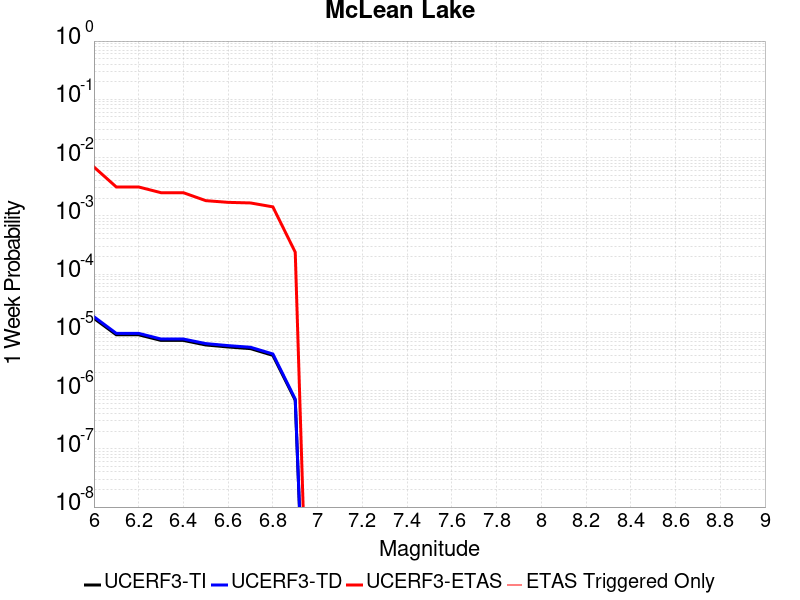 McLean Lake
10^0
10^-1
10^-2
10^-3
10^-4
10^-5
10^-6
10^-7
10^-8
1 Week Probability
6 6.2 6.4 6.6 6.8 7 7.2 7.4 7.6 7.8 8 8.2 8.4 8.6 8.8 9
Magnitude
UCERF3-TI UCERF3-TD UCERF3-ETAS ETAS Triggered Only